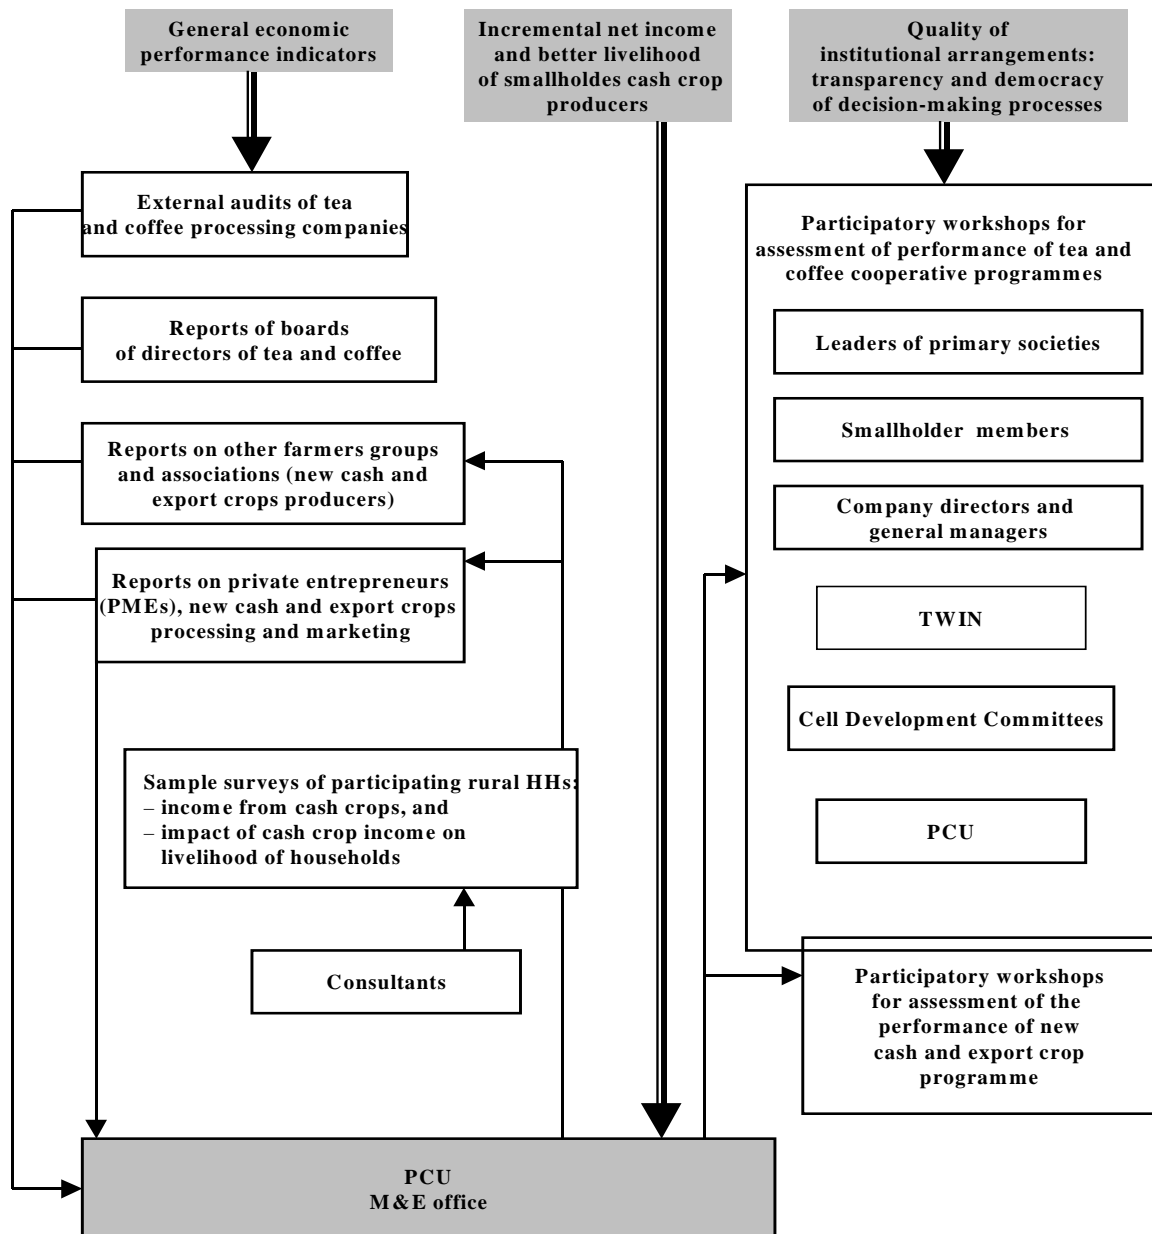 General economic
performance indicators
Incremental net income
and better livelihood
of smallholdes cash crop
producers
Quality of
institutional arrangements:
transparency and democracy
of decision-making processes
External audits of tea
and coffee processing companies
Reports of boards
of directors of tea and coffee
Reports on other farmers groups
and associations (new cash and
export crops producers)
Reports on private entrepreneurs
(PMEs), new cash and export crops
processing and marketing
Sample surveys of participating rural HHs:
– income from cash crops, and
– impact of cash crop income on
livelihood of households
Consultants
Participatory workshops for
assessment of performance of tea and
coffee cooperative programmes
Leaders of primary societies
Smallholder members
Company directors and
general managers
TWIN
Cell Development Committees
PCU
Participatory workshops
for assessment of the
performance of new
cash and export crop
programme
PCU
M&E office